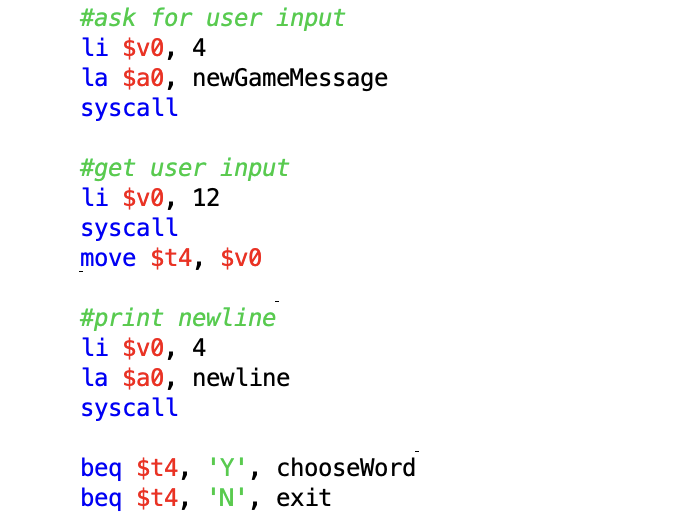 #ask for user input
li $v0, 4
la $a0, newGameMessage
syscall
#get user input
li $v0, 12
syscall
move $t4, $v0
#print newline
li $v0, 4
la $a0, newline
syscall
beq $t4, 'Y', chooseWord
beq $t4, 'N', exit